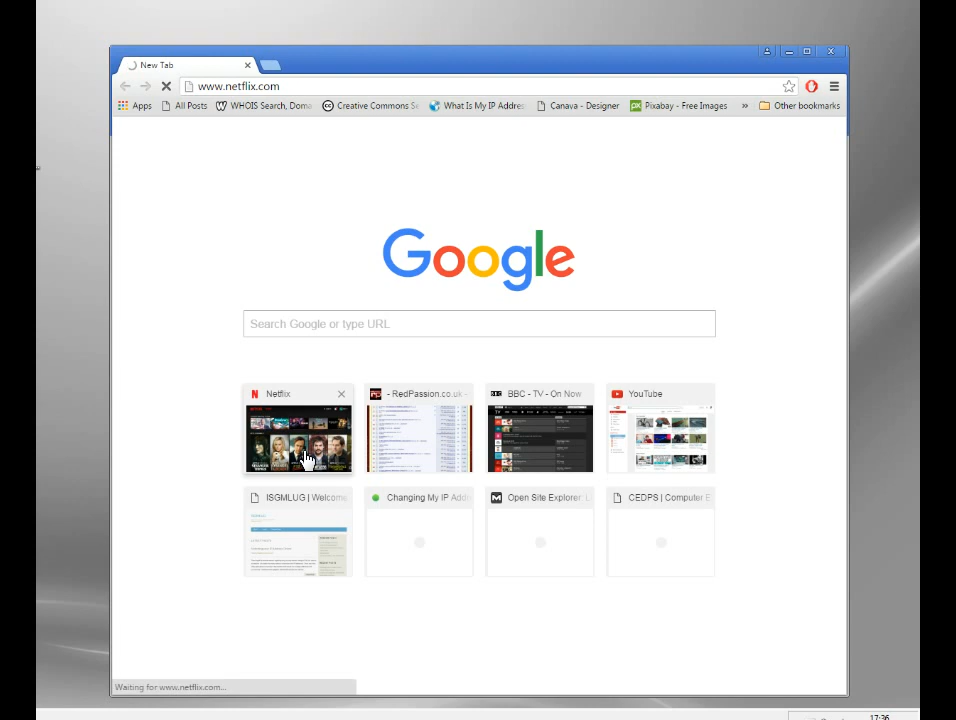 New Tab
www.netflix.com
Apps All Posts WHOIS Search, Doma Creative Commons Se What Is My IP Addres Canava - Designer Pixabay - Free Images » Other bookmarks
Google
Search Google or type URL
Netflix - RedPassion.co.uk - BBC - TV - On Now YouTube
ISGMLUG | Welcome Changing My IP Addr Open Site Explorer: L CEDPS | Computer E
Waiting for www.netflix.com...
17:36